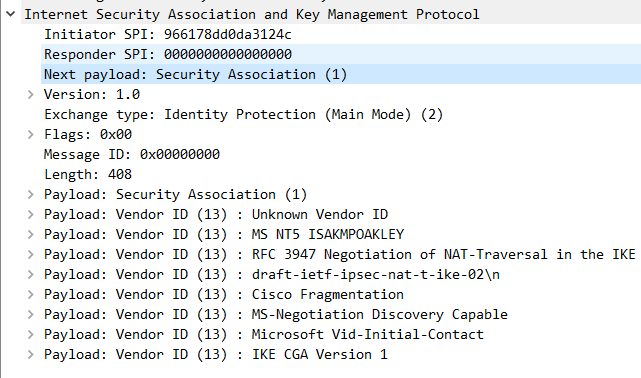 Internet Security Association and Key Management Protocol
Initiator SPI: 966178dd0da3124c
Responder SPI: 0000000000000000
Next payload: Security Association (1)
Version: 1.0
Exchange type: Identity Protection (Main Mode) (2)
Flags: 0x00
Message ID: 0x00000000
Length: 408
Payload: Security Association (1)
Payload: Vendor ID (13) : Unknown Vendor ID
Payload: Vendor ID (13) : MS NT5 ISAKMPOAKLEY
Payload: Vendor ID (13) : RFC 3947 Negotiation of NAT-Traversal in the IKE
Payload: Vendor ID (13) : draft-ietf-ipsec-nat-t-ike-02\n
Payload: Vendor ID (13) : Cisco Fragmentation
Payload: Vendor ID (13) : MS-Negotiation Discovery Capable
Payload: Vendor ID (13) : Microsoft Vid-Initial-Contact
Payload: Vendor ID (13) : IKE CGA Version 1